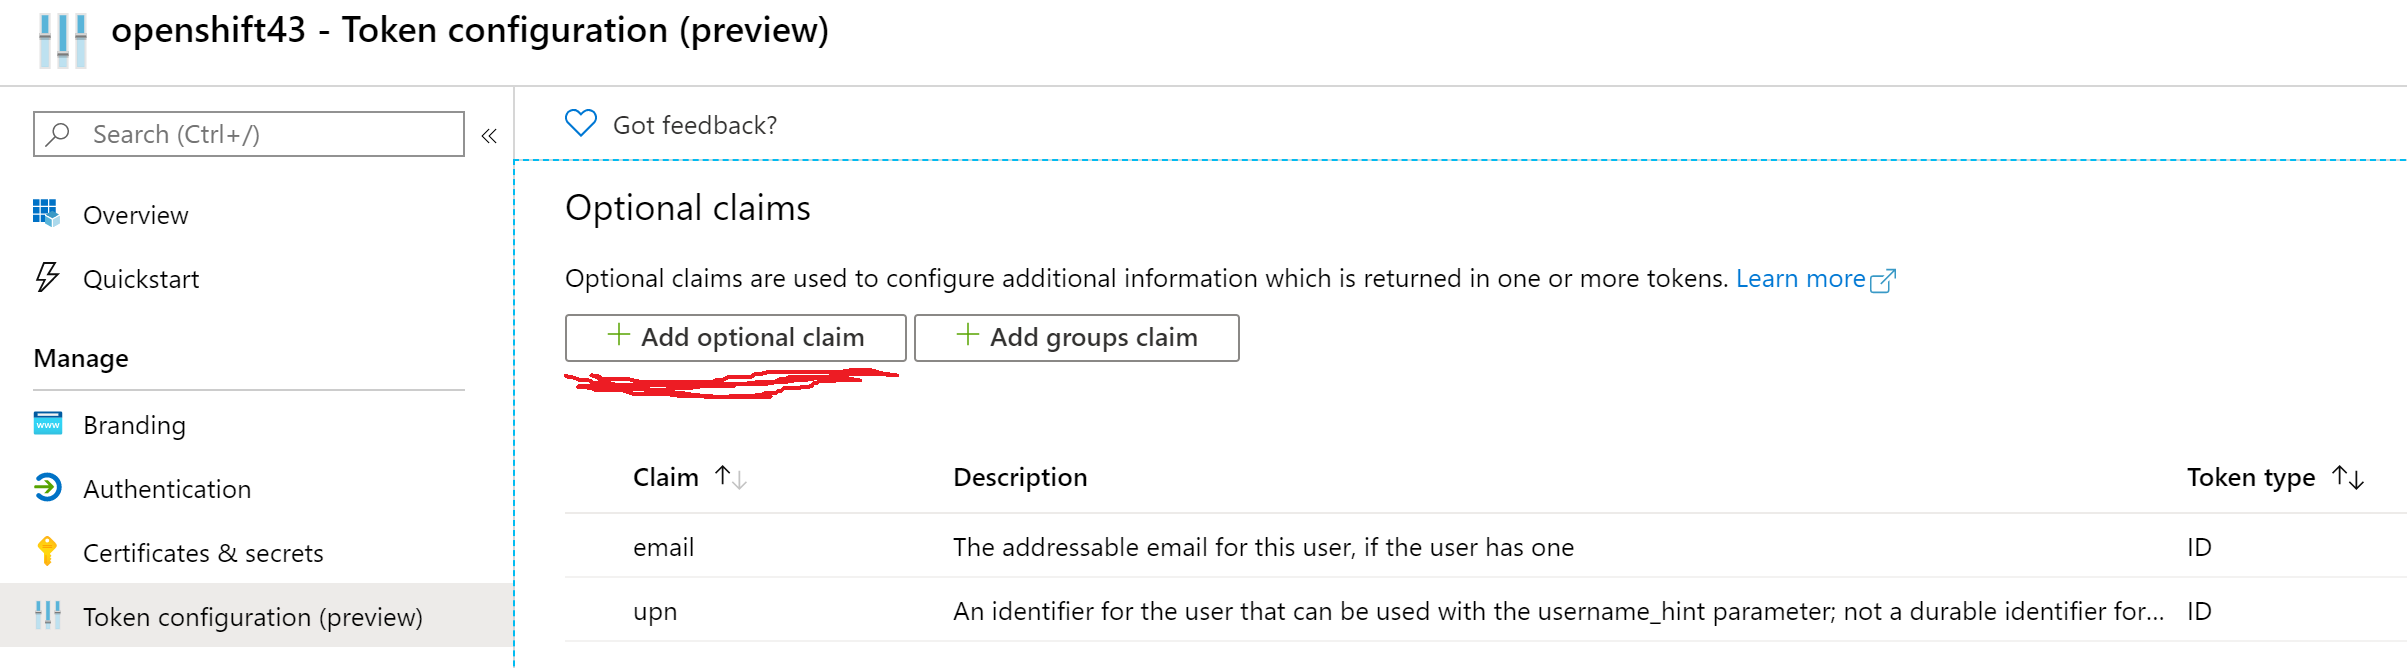 openshift43 - Token configuration (preview)
Search (Ctrl+/)
Overview
Quickstart
Manage
Branding
www
Authentication
Certificates & secrets
Token configuration (preview)
Got feedback?
Optional claims
Optional claims are used to configure additional information which is returned in one or more tokens. Learn more
Add optional claim Add groups claim
Claim Description Token type
email The addressable email for this user, if the user has one ID
upn An identifier for the user that can be used with the username_hint parameter; not a durable identifier for... ID